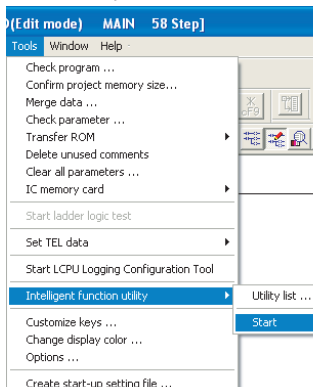 (Edit mode) MAIN 58 Step]
Tools Window Help
Check program ...
Confirm project memory size...
Merge data ...
Check parameter ...
Transfer ROM
Delete unused comments
Clear all parameters ...
IC memory card
Start ladder logic test
Set TEL data
Start LCPU Logging Configuration Tool
Intelligent function utility
Utility list ...
Start
Customize keys ...
Change display color ...
Options ...
Create start-up setting file ...